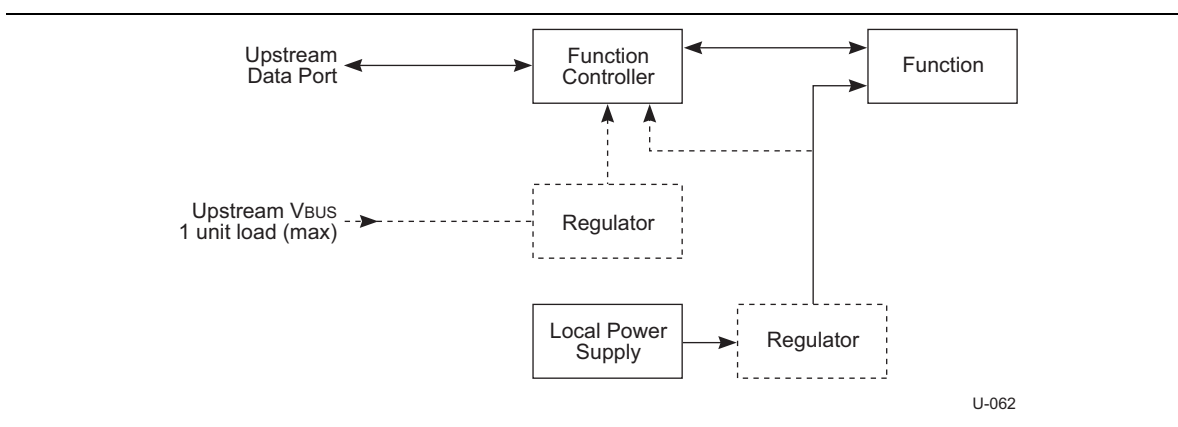 Upstream
Data Port
Function
Controller
Function
Upstream VBUS
1 unit load (max)
Regulator
Local Power
Supply
Regulator
U-062